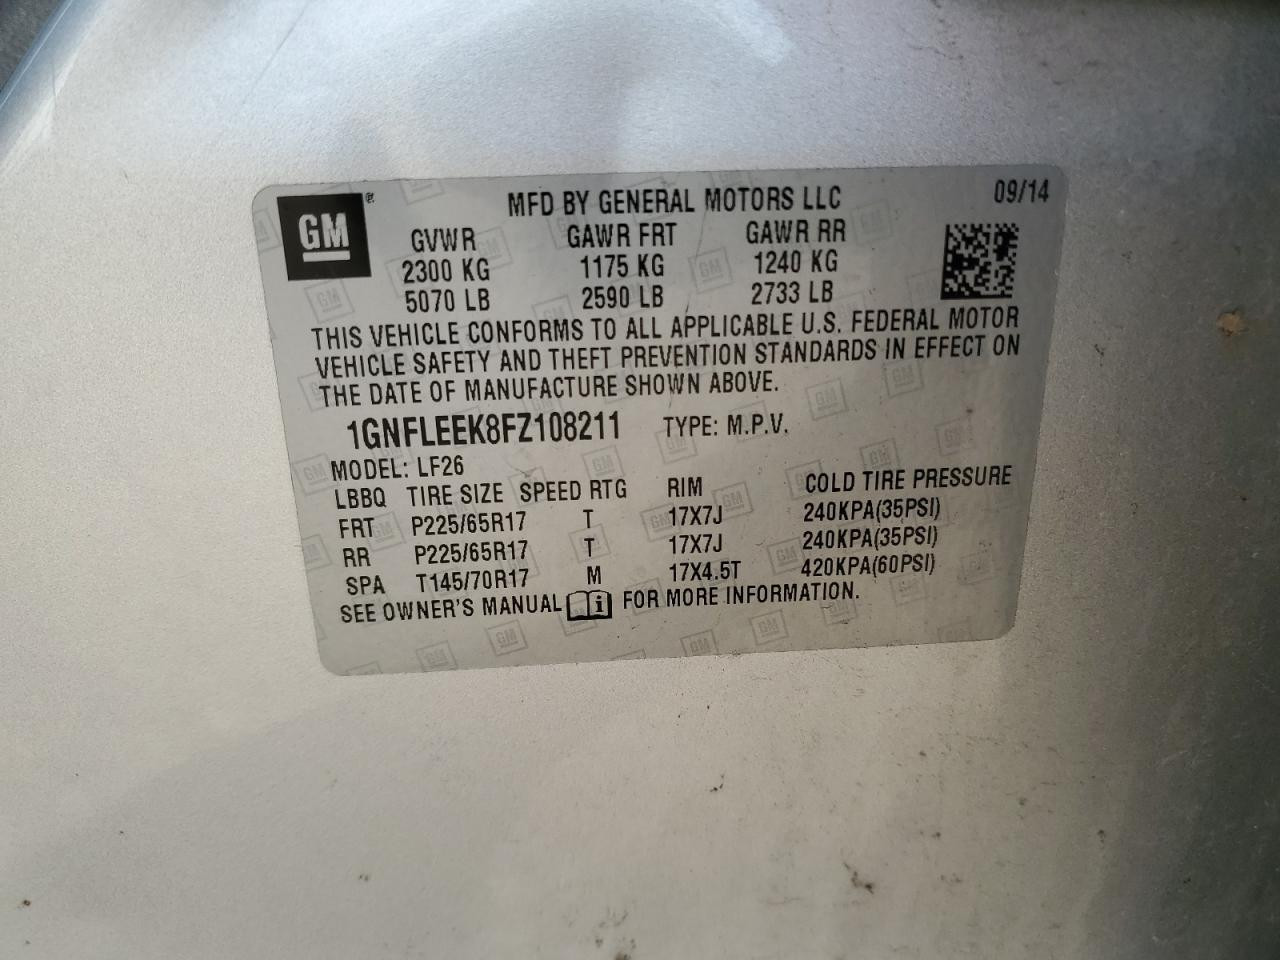 GM ® MFD BY GENERAL MOTORS LLC 09/14
GVWR GAWR FRT GAWR RR
2300 KG 1175 KG 1240 KG
5070 LB 2590 LB 2733 LB
THIS VEHICLE CONFORMS TO ALL APPLICABLE U.S. FEDERAL MOTOR
VEHICLE SAFETY AND THEFT PREVENTION STANDARDS IN EFFECT ON
THE DATE OF MANUFACTURE SHOWN ABOVE.
1GNFLEEK8FZ108211 TYPE: M.P.V.
MODEL: LF26
LBBQ TIRE SIZE SPEED RTG RIM COLD TIRE PRESSURE
FRT P225/65R17 T 17X7J 240KPA(35PSI)
RR P225/65R17 T 17X7J 240KPA(35PSI)
SPA T145/70R17 M 17X4.5T 420KPA(60PSI)
SEE OWNER'S MANUAL i FOR MORE INFORMATION.